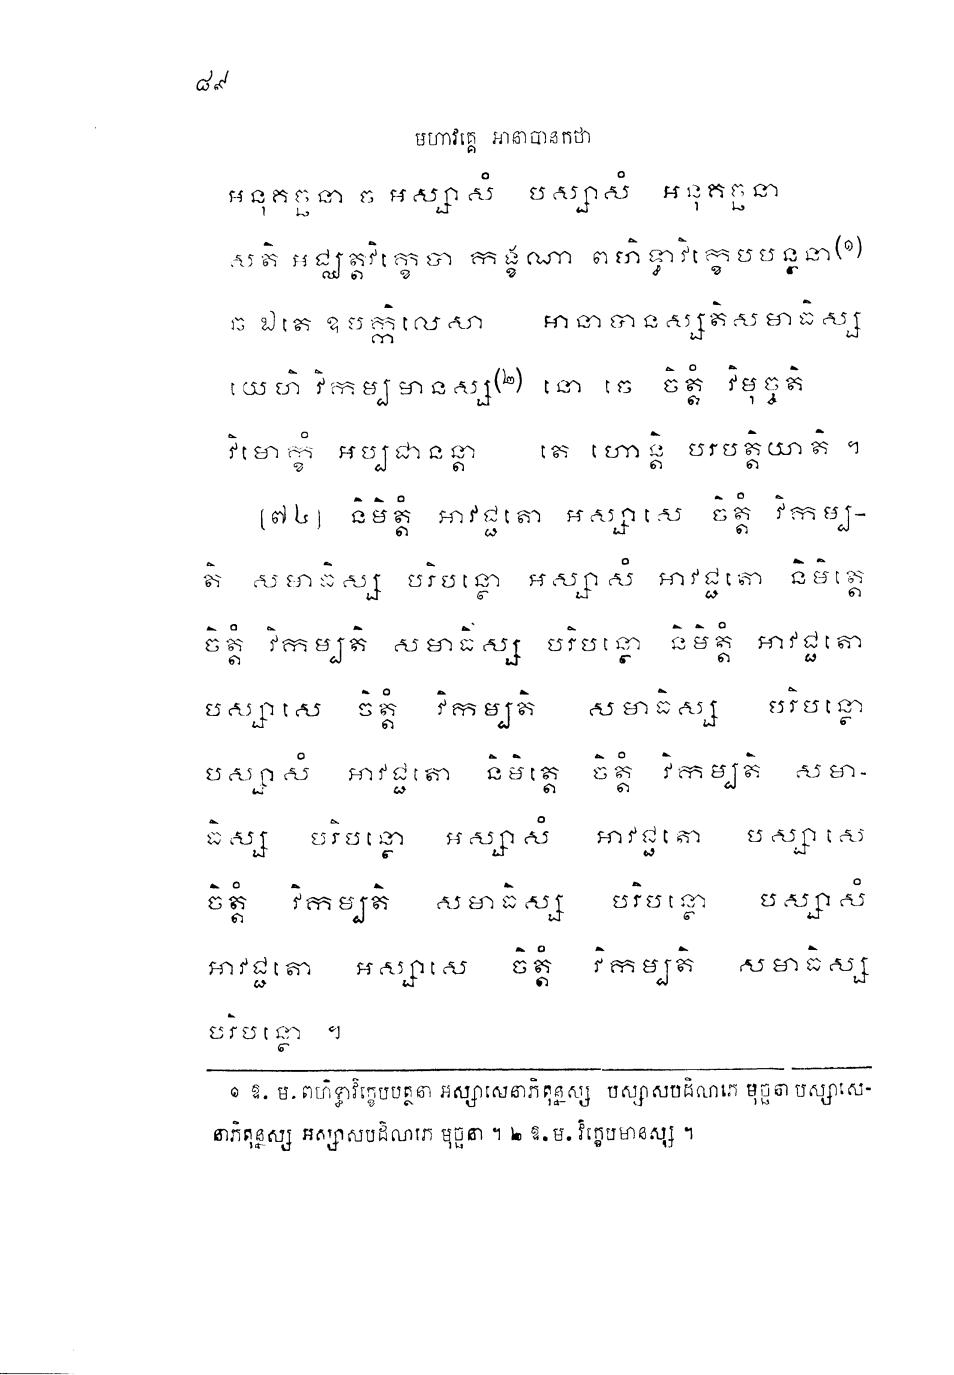 ៨៩
មហាវគ្គេ អានាបានកថា
អនុគច្ឆនា ច អស្សាសំ បស្សាសំ អនុគច្ឆនា
សតិ អជ្ឈត្តវិក្ខេបា កង្ខណា ពហិទ្ធាវិក្ខេបបន្ថនា(១)
ច ឯតេ ឧបក្កិលេសា អានាបានស្សតិសមាធិស្ស
យេហិ វិកម្បមានស្ស(២) នោ ចេ ចិត្តំ វិមុច្ចតិ
វិមោក្ខំ អប្បជានន្តា តេ ហោន្តិ បរបត្តិយាតិ ។
(៧៤) និមិត្តំ អាវជ្ជតោ អស្សាសេ ចិត្តំ វិកម្ប-
តិ សមាធិស្ស បរិបន្ថោ អស្សាសំ អាវជ្ជតោ និមិត្តេ
ចិត្តំ វិកម្បតិ សមាធិស្ស បរិបន្ថោ និមិត្តំ អាវជ្ជតោ
បស្សាសេ ចិត្តំ វិកម្បតិ សមាធិស្ស បរិបន្ថោ
បស្សាសំ អាវជ្ជតោ និមិត្តេ ចិត្តំ វិកម្បតិ សមា-
ធិស្ស បរិបន្ថោ អស្សាសំ អាវជ្ជតោ បស្សាសេ
ចិត្តំ វិកម្បតិ សមាធិស្ស បរិបន្ថោ បស្សាសំ
អាវជ្ជតោ អស្សាសេ ចិត្តំ វិកម្បតិ សមាធិស្ស
បរិបន្ថោ ។
១ ឱ. ម. ពហិទ្ធាវិក្ខេបបត្ថនា អស្សាសេនាភិតុន្នស្ស បស្សាសបដិលាភេ មុច្ឆនា បស្សាសេ-
នាភិតុន្នស្ស អស្សាសបដិលាភេ មុច្ឆនា ។ ២ ឱ. ម. វិក្ខេបមានស្ស ។